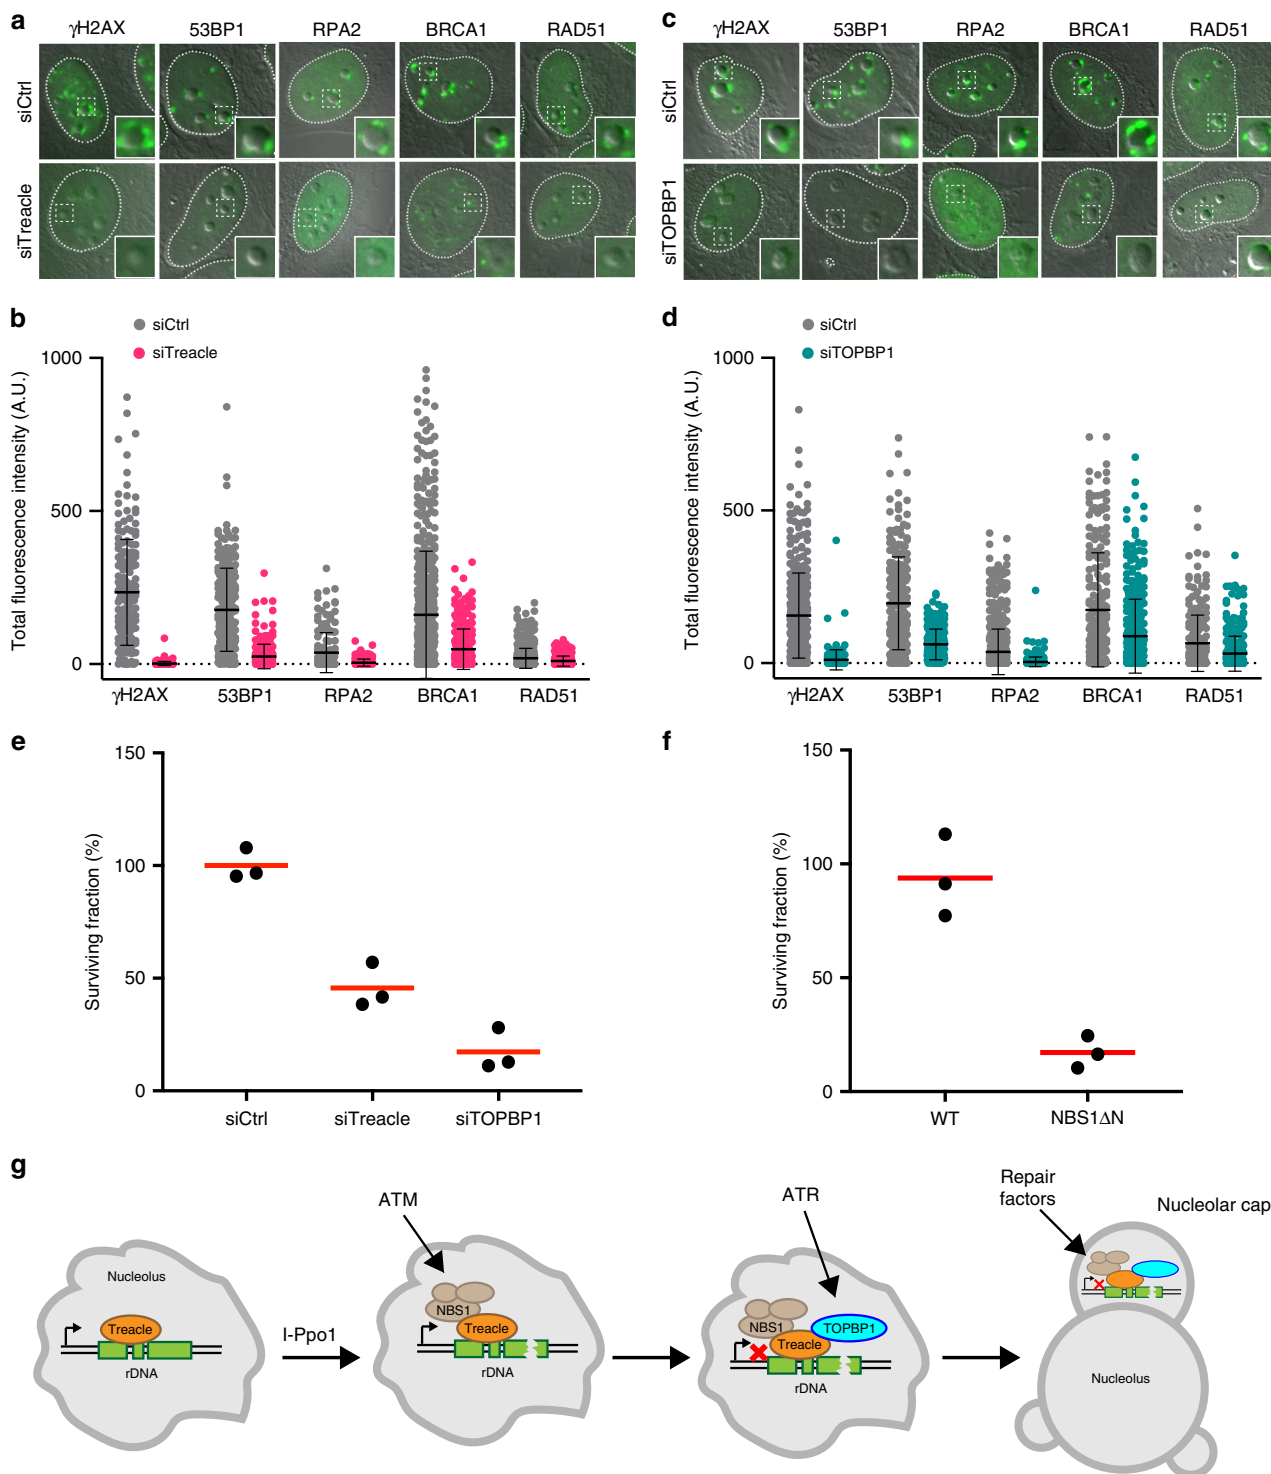 a
γH2AX
53BP1
RPA2
BRCA1
RAD51
siCtrl
siTreacle
c
γH2AX
53BP1
RPA2
BRCA1
RAD51
siCtrl
siTOPBP1
b
siCtrl
siTreacle
Total fluorescence intensity (A.U.)
1000
500
0
γH2AX
53BP1
RPA2
BRCA1
RAD51
d
siCtrl
siTOPBP1
Total fluorescence intensity (A.U.)
1000
500
0
γH2AX
53BP1
RPA2
BRCA1
RAD51
e
Surviving fraction (%)
150
100
50
0
siCtrl
siTreacle
siTOPBP1
f
Surviving fraction (%)
150
100
50
0
WT
NBS1ΔN
g
Nucleolus
Treacle
rDNA
I-Ppo1
ATM
NBS1
Treacle
rDNA
ATR
NBS1
TOPBP1
Treacle
rDNA
Repair
factors
Nucleolar cap
Nucleolus